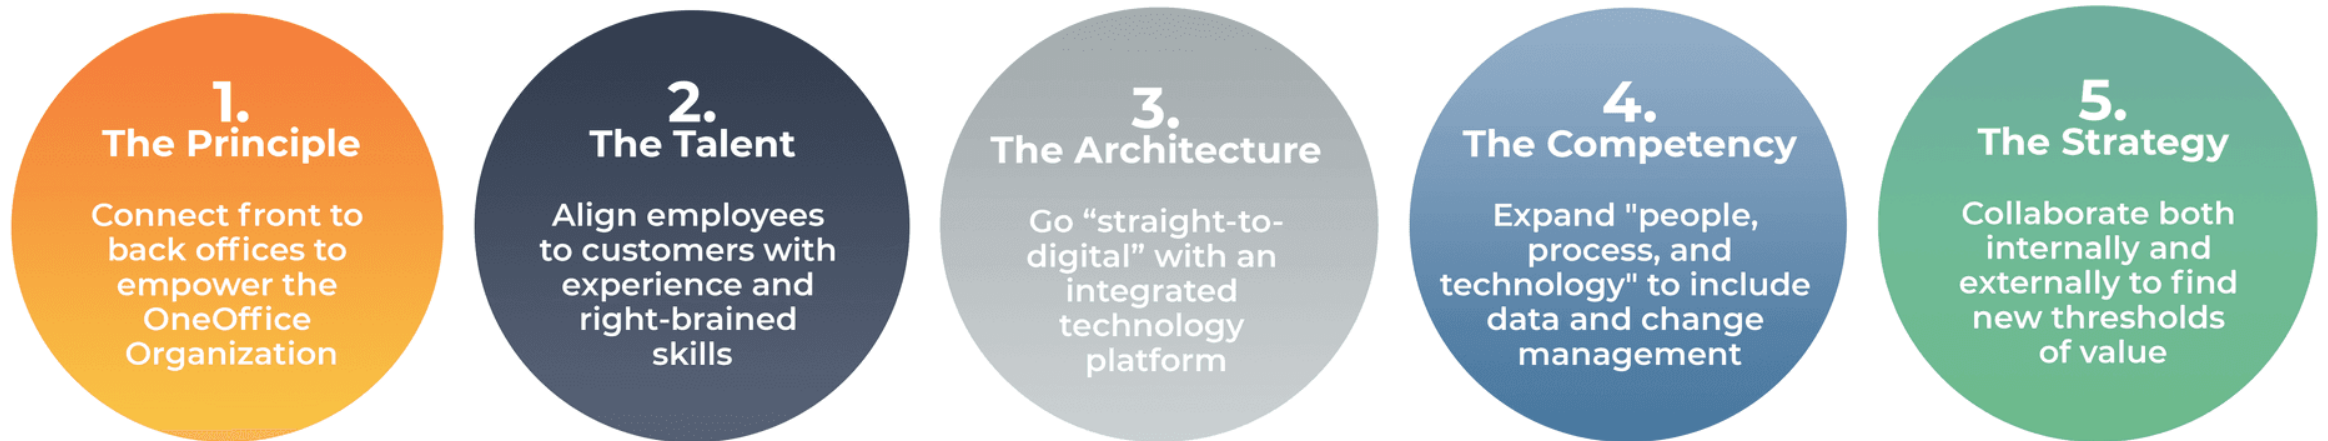 1.
The Principle
Connect front to
back offices to
empower the
OneOffice
Organization
2.
The Talent
Align employees
to customers with
experience and
right-brained
skills
3.
The Architecture
Go “straight-to-
digital” with an
integrated
technology
platform
4.
The Competency
Expand "people,
process, and
technology" to include
data and change
management
5.
The Strategy
Collaborate both
internally and
externally to find
new thresholds
of value